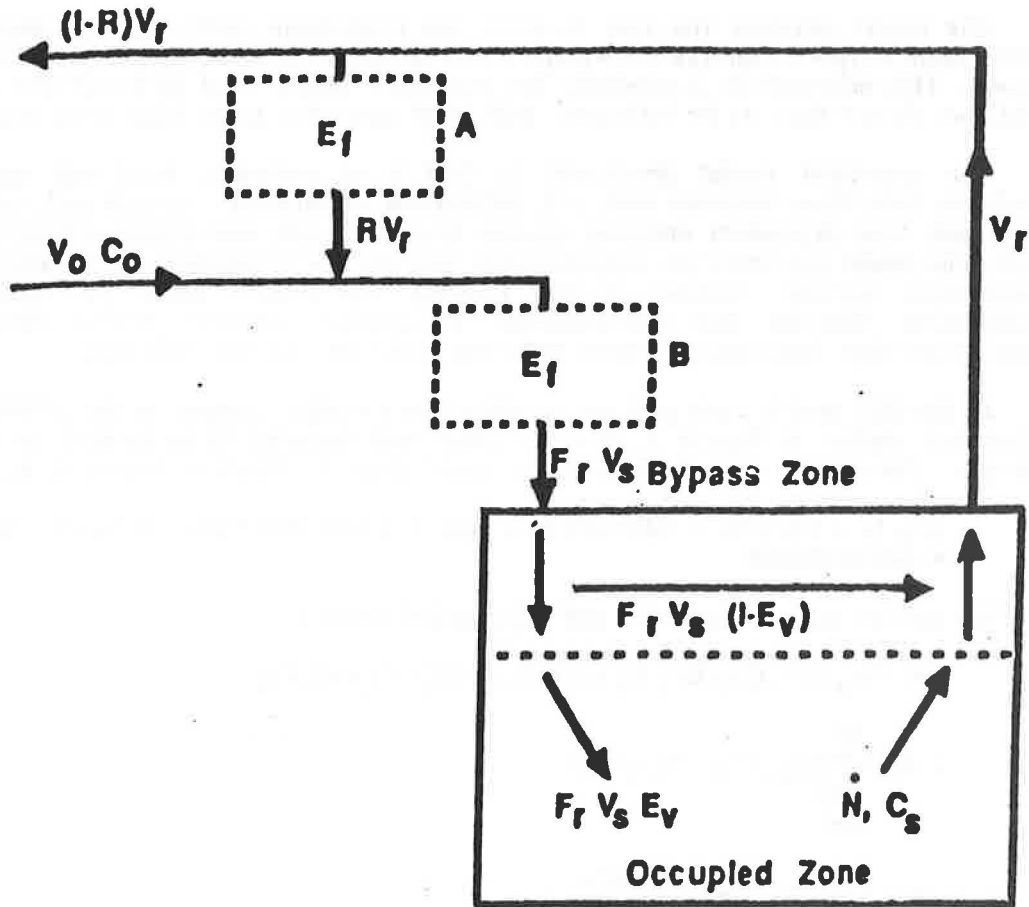 (I-R)Vr
Ef
A
RVr
Vr
Vo Co
Ef
B
Fr Vs Bypass Zone
Fr Vs (I-Ev)
Fr Vs Ev
Ṅ, Cs
Occupied Zone